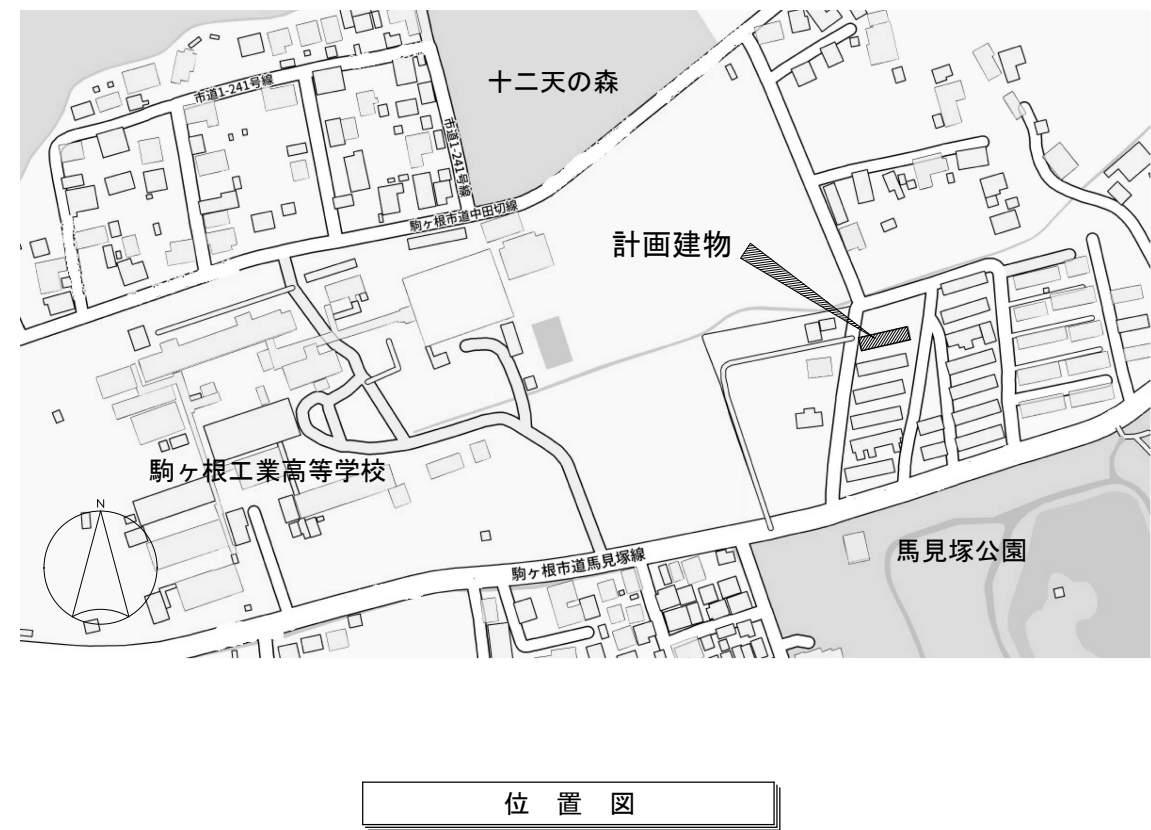 十二天の森
市道1-241号線
市道1-241号線
駒ヶ根市道中田切線
計画建物
駒ヶ根工業高等学校
N
馬見塚公園
駒ヶ根市道馬見塚線
位 置 図